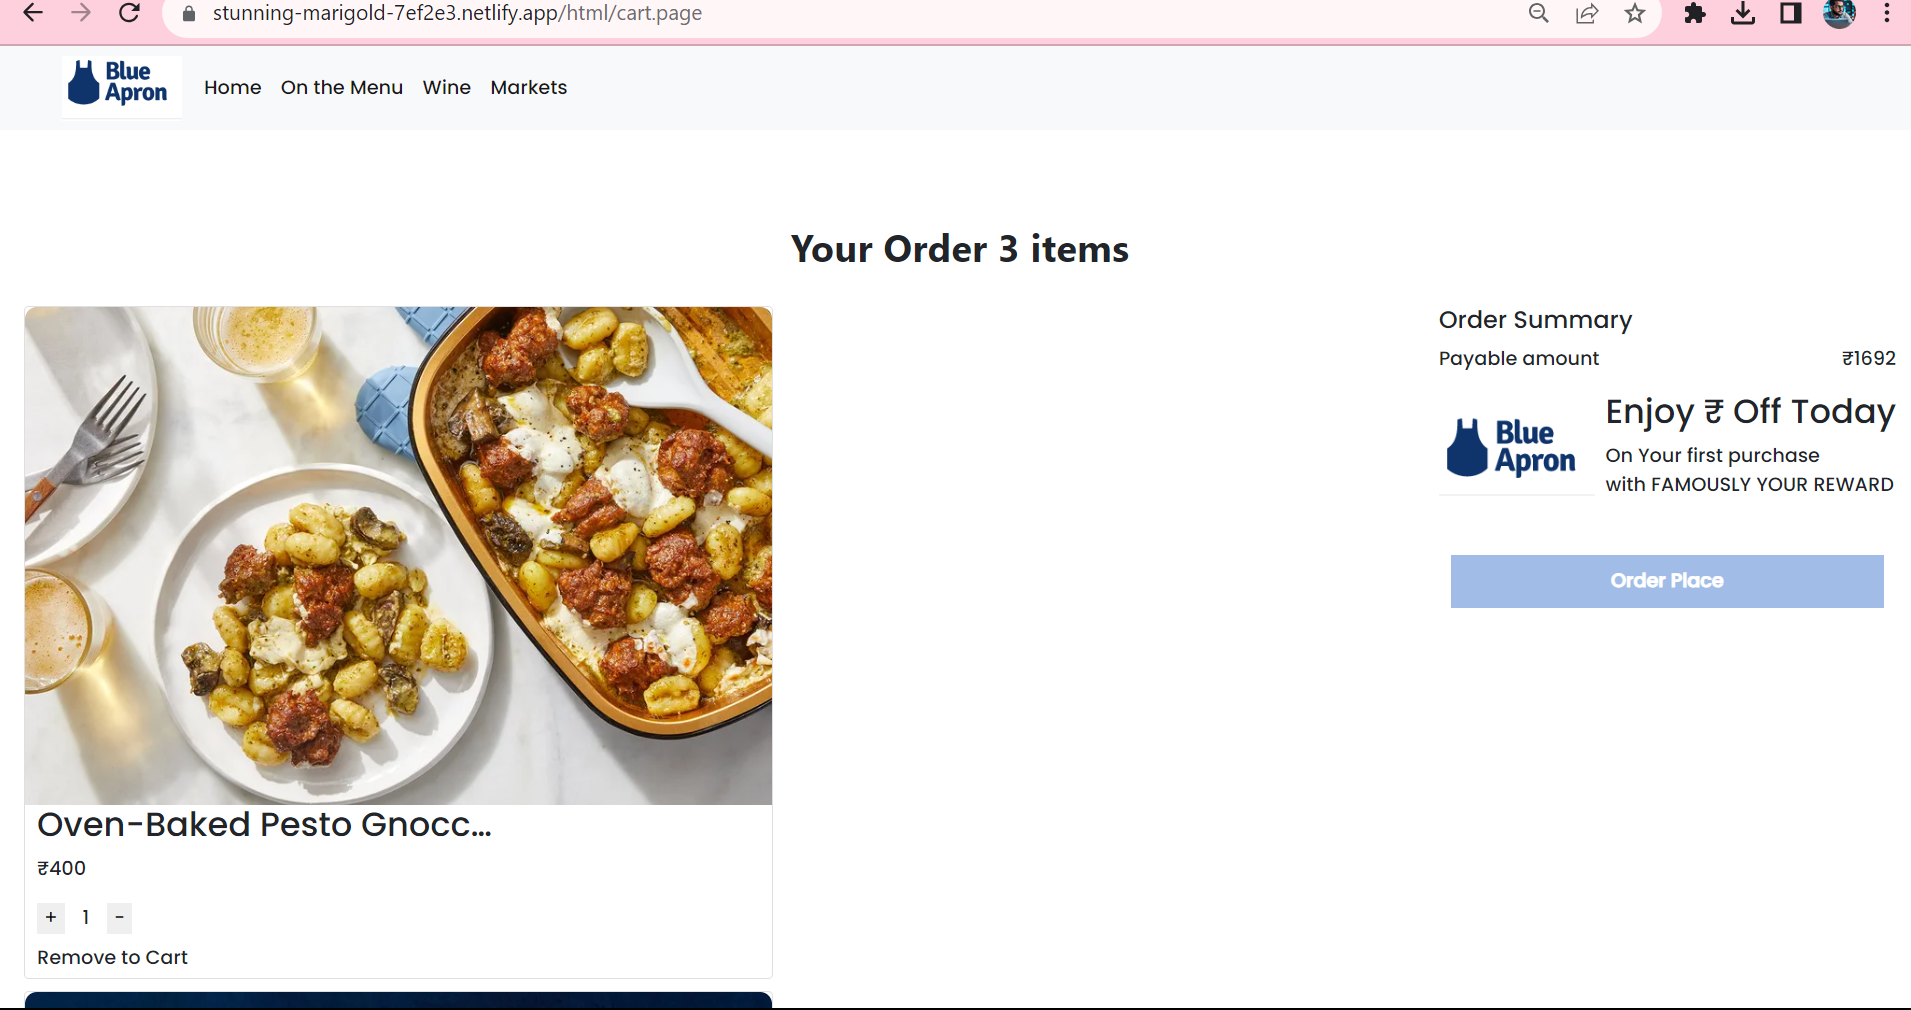 stunning-marigold-7ef2e3.netlify.app/html/cart.page
Blue
Apron
Home On the Menu Wine Markets
Your Order 3 items
Oven-Baked Pesto Gnocc...
₹400
+ 1 -
Remove to Cart
Order Summary
Payable amount ₹1692
Blue
Apron
Enjoy ₹ Off Today
On Your first purchase
with FAMOUSLY YOUR REWARD
Order Place